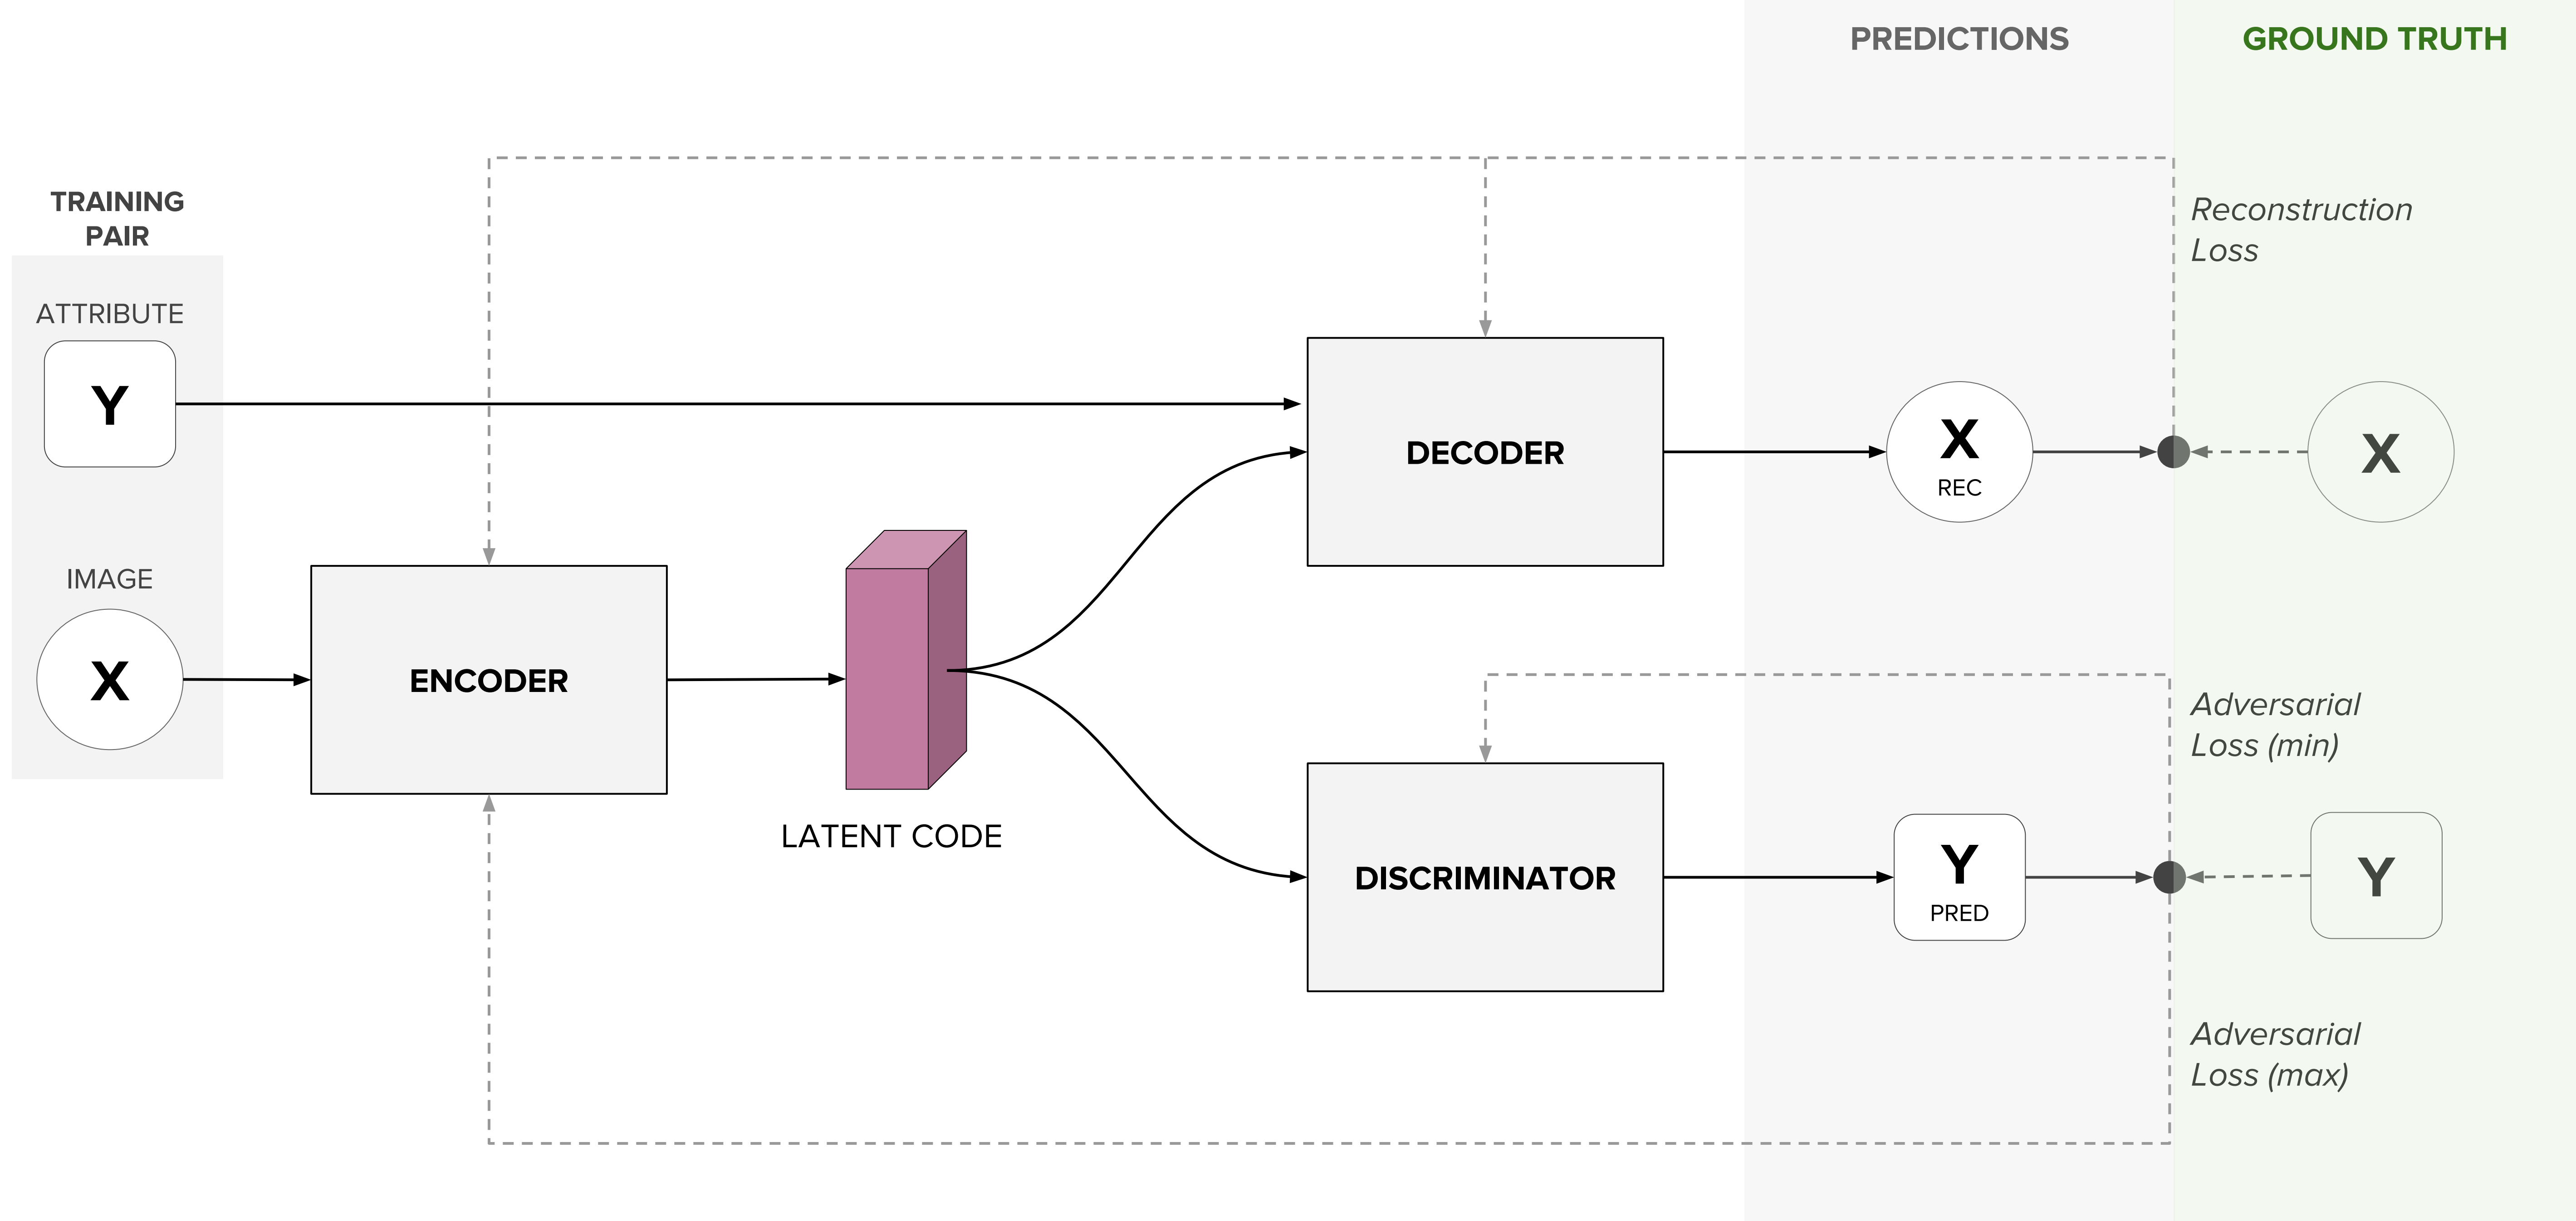 PREDICTIONS
GROUND TRUTH
TRAINING
PAIR
ATTRIBUTE
Y
IMAGE
X
ENCODER
LATENT CODE
DECODER
DISCRIMINATOR
X
REC
Y
PRED
Reconstruction
Loss
X
Adversarial
Loss (min)
Y
Adversarial
Loss (max)